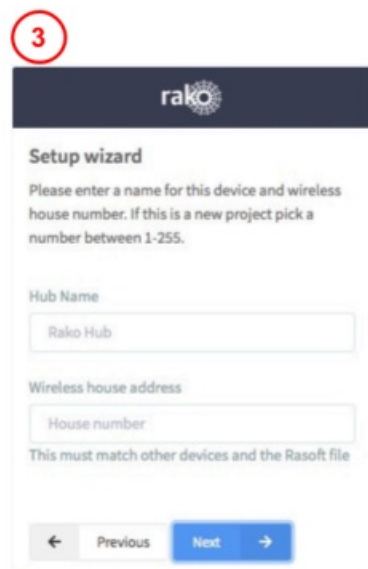 3
rako
Setup wizard
Please enter a name for this device and wireless
house number. If this is a new project pick a
number between 1-255.
Hub Name
Rako Hub
Wireless house address
House number
This must match other devices and the Rasoft file
← Previous Next →